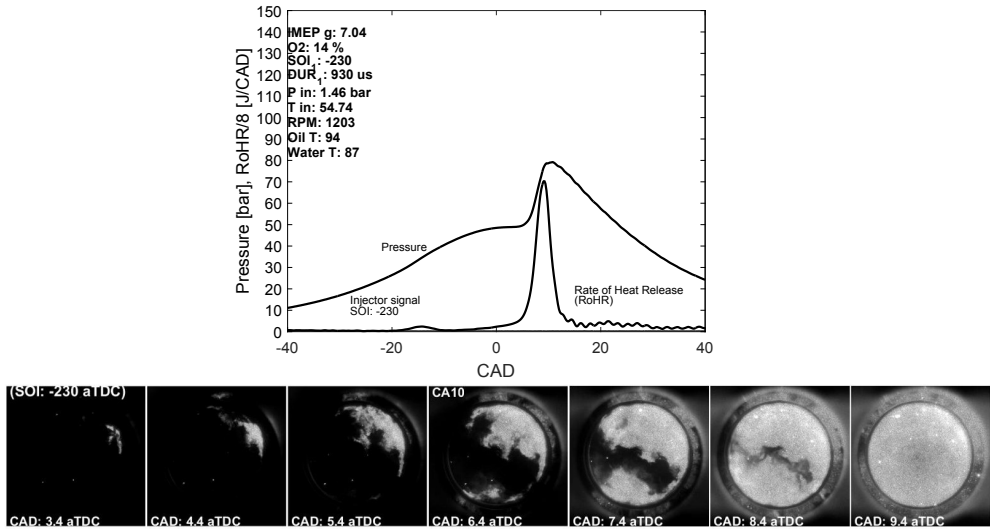 150
140
130
120
110
100
90
80
70
60
50
40
30
20
10
0
Pressure [bar], RoHR/8 [J/CAD]
IMEP g: 7.04
O2: 14 %
SOI1: -230
DUR1: 930 us
P in: 1.46 bar
T in: 54.74
RPM: 1203
Oil T: 94
Water T: 87
Pressure
Injector signal
SOI: -230
Rate of Heat Release
(RoHR)
-40 -20 0 20 40
CAD
(SOI: -230 aTDC)
CA10
CAD: 3.4 aTDC
CAD: 4.4 aTDC
CAD: 5.4 aTDC
CAD: 6.4 aTDC
CAD: 7.4 aTDC
CAD: 8.4 aTDC
CAD: 9.4 aTDC